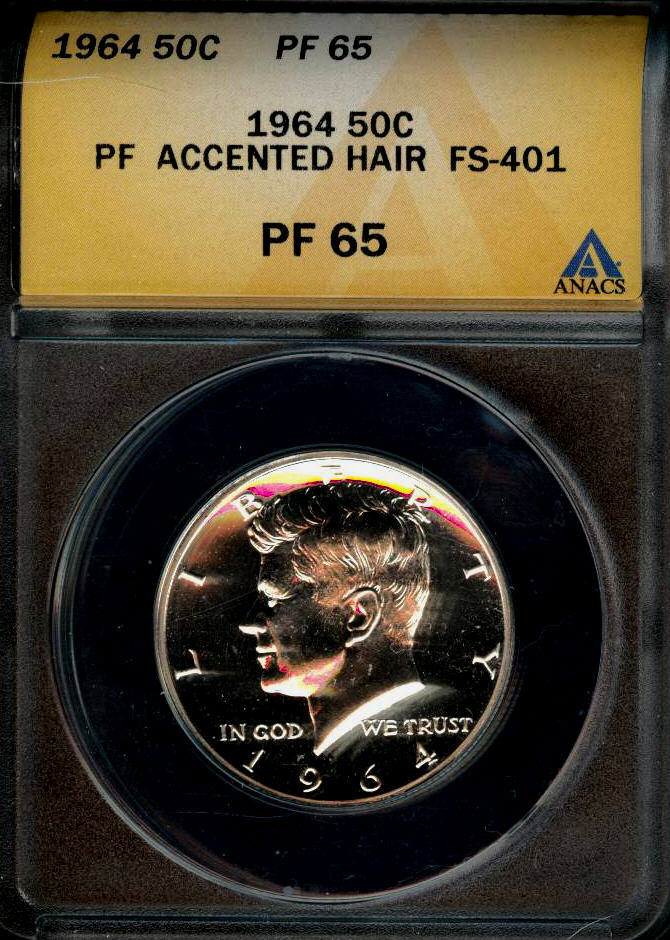 1964 50C PF 65
1964 50C
PF ACCENTED HAIR FS-401
PF 65
ANACS
LIBERTY
IN GOD WE TRUST
1964